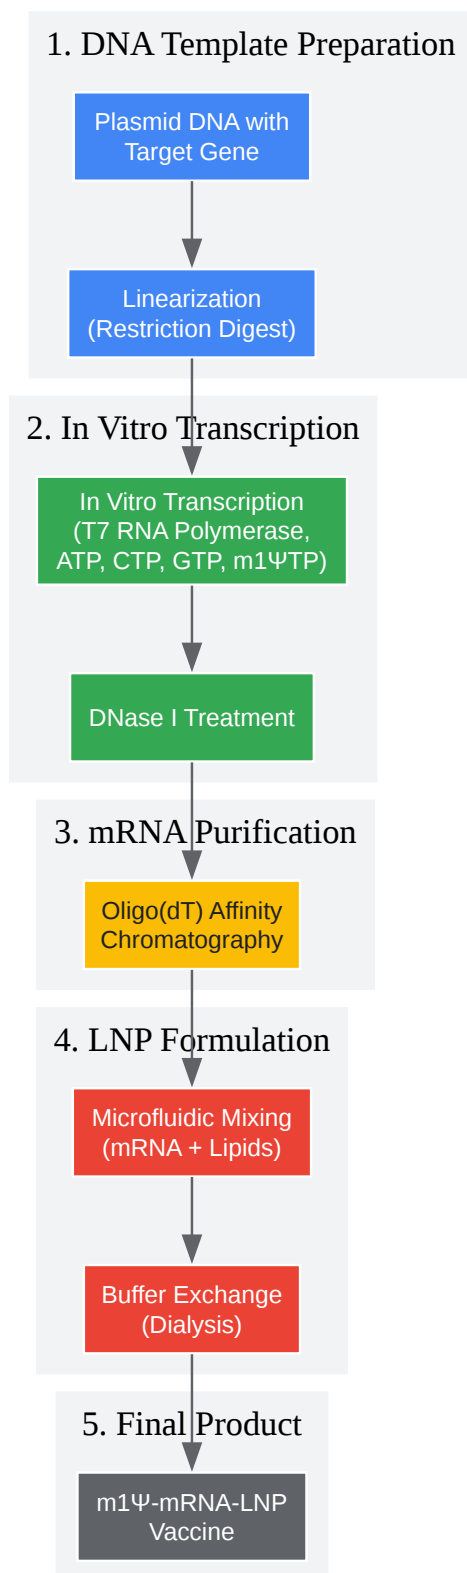 1. DNA Template Preparation
Plasmid DNA with
Target Gene
Linearization
(Restriction Digest)
2. In Vitro Transcription
In Vitro Transcription
(T7 RNA Polymerase,
ATP, CTP, GTP, m1ΨTP)
DNase I Treatment
3. mRNA Purification
Oligo(dT) Affinity
Chromatography
4. LNP Formulation
Microfluidic Mixing
(mRNA + Lipids)
Buffer Exchange
(Dialysis)
5. Final Product
m1Ψ-mRNA-LNP
Vaccine